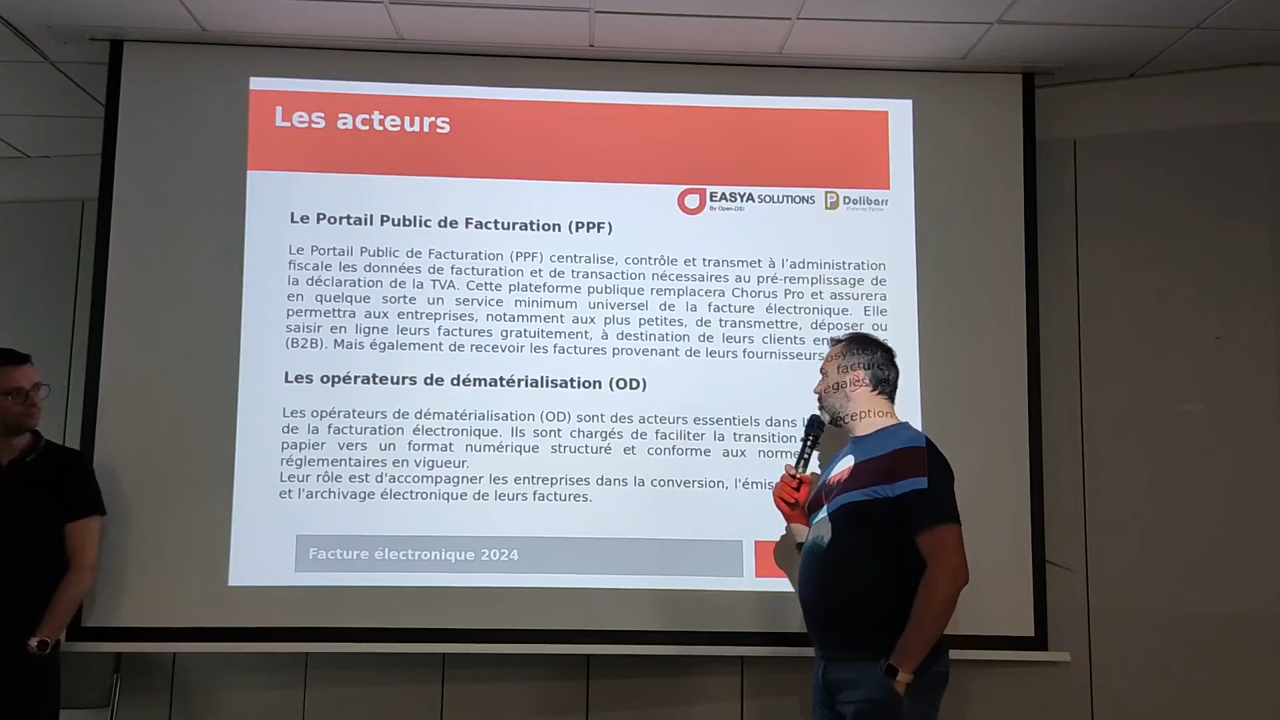 Les acteurs
EASYA SOLUTIONS
By Open-DSI
Dolibarr
Preferred Partner
Le Portail Public de Facturation (PPF)
Le Portail Public de Facturation (PPF) centralise, contrôle et transmet à l'administration
fiscale les données de facturation et de transaction nécessaires au pré-remplissage de
la déclaration de la TVA. Cette plateforme publique remplacera Chorus Pro et assurera
en quelque sorte un service minimum universel de la facture électronique. Elle
permettra aux entreprises, notamment aux plus petites, de transmettre, déposer ou
saisir en ligne leurs factures gratuitement, à destination de leurs clients
(B2B). Mais également de recevoir les factures provenant de leurs fournisseurs
Les opérateurs de dématérialisation (OD)
Les opérateurs de dématérialisation (OD) sont des acteurs essentiels dans
de la facturation électronique. Ils sont chargés de faciliter la transition
facture
papier vers un format numérique structuré et conforme aux
réglementaires en vigueur.
Leur rôle est d'accompagner les entreprises dans la conversion,
réception
et l'archivage électronique de leurs factures.
Facture électronique 2024